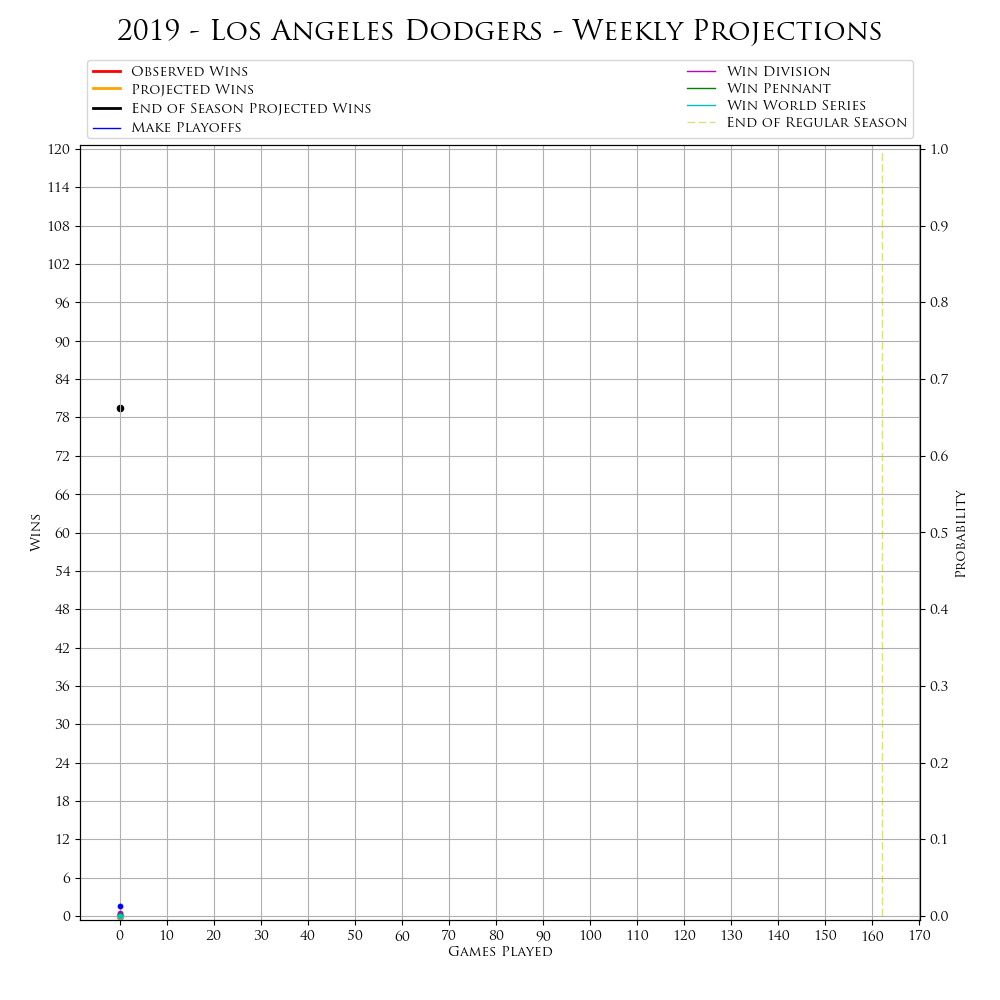 2019 - Los Angeles Dodgers - Weekly Projections
Observed Wins
Projected Wins
End of Season Projected Wins
Make Playoffs
Win Division
Win Pennant
Win World Series
End of Regular Season
120
114
108
102
96
90
84
78
72
66
60
54
48
42
36
30
24
18
12
6
0
Wins
1.0
0.9
0.8
0.7
0.6
0.5
0.4
0.3
0.2
0.1
0.0
Probability
0 10 20 30 40 50 60 70 80 90 100 110 120 130 140 150 160 170
Games Played